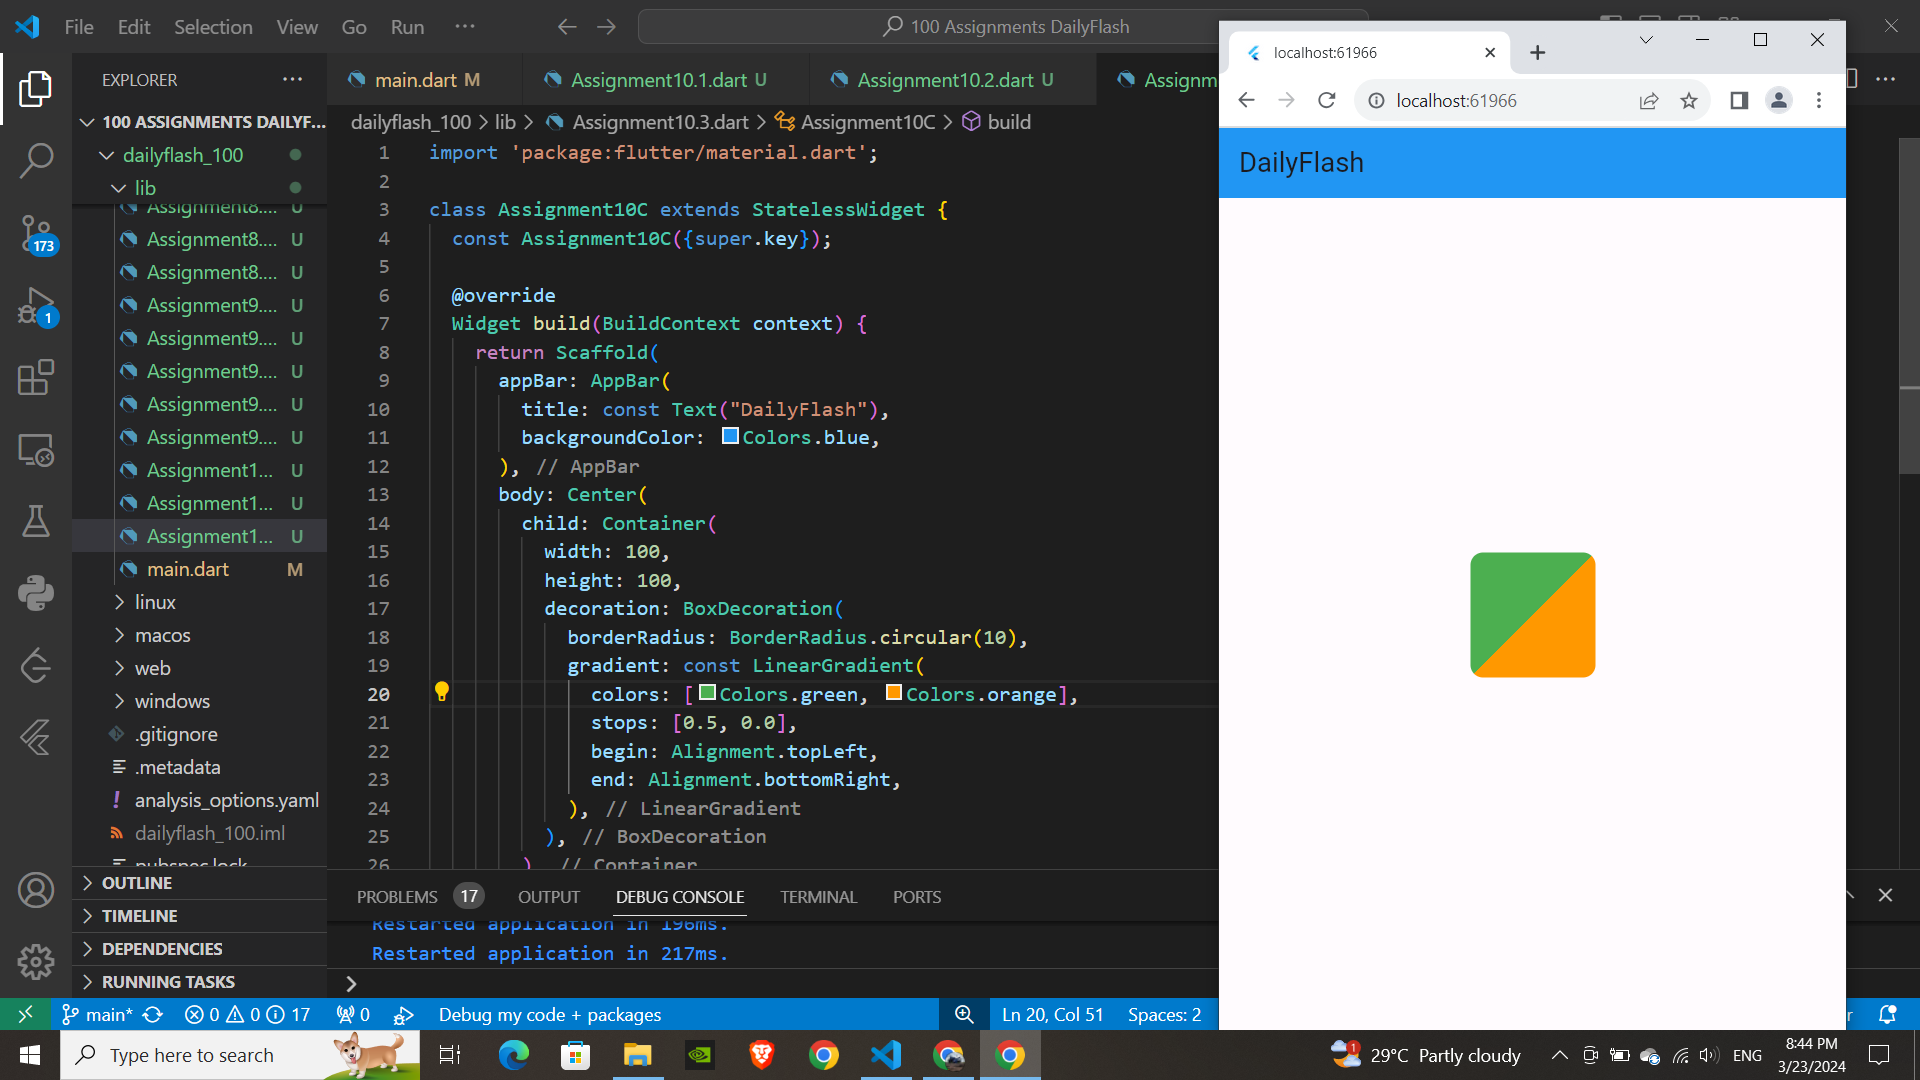 File Edit Selection View Go Run ···
100 Assignments DailyFlash
EXPLORER
100 ASSIGNMENTS DAILYF...
dailyflash_100
lib
Assignment8.... U
Assignment8.... U
Assignment8.... U
Assignment9.... U
Assignment9.... U
Assignment9.... U
Assignment9.... U
Assignment9.... U
Assignment1... U
Assignment1... U
Assignment1... U
main.dart M
linux
macos
web
windows
.gitignore
.metadata
analysis_options.yaml
dailyflash_100.iml
pubspec.lock
OUTLINE
TIMELINE
DEPENDENCIES
RUNNING TASKS
173
1
main.dart M
Assignment10.1.dart U
Assignment10.2.dart U
Assignm
dailyflash_100 > lib > Assignment10.3.dart > Assignment10C > build
1 import 'package:flutter/material.dart';
2
3 class Assignment10C extends StatelessWidget {
4 const Assignment10C({super.key});
5
6 @override
7 Widget build(BuildContext context) {
8 return Scaffold(
9 appBar: AppBar(
10 title: const Text("DailyFlash"),
11 backgroundColor: Colors.blue,
12 ), // AppBar
13 body: Center(
14 child: Container(
15 width: 100,
16 height: 100,
17 decoration: BoxDecoration(
18 borderRadius: BorderRadius.circular(10),
19 gradient: const LinearGradient(
20 colors: [Colors.green, Colors.orange],
21 stops: [0.5, 0.0],
22 begin: Alignment.topLeft,
23 end: Alignment.bottomRight,
24 ), // LinearGradient
25 ), // BoxDecoration
26 ), // Container
PROBLEMS 17 OUTPUT DEBUG CONSOLE TERMINAL PORTS
Restarted application in 196ms.
Restarted application in 217ms.
localhost:61966
localhost:61966
DailyFlash
main* 0 0 17 0 Debug my code + packages
Ln 20, Col 51 Spaces: 2
Type here to search
1
29°C Partly cloudy
ENG
8:44 PM
3/23/2024